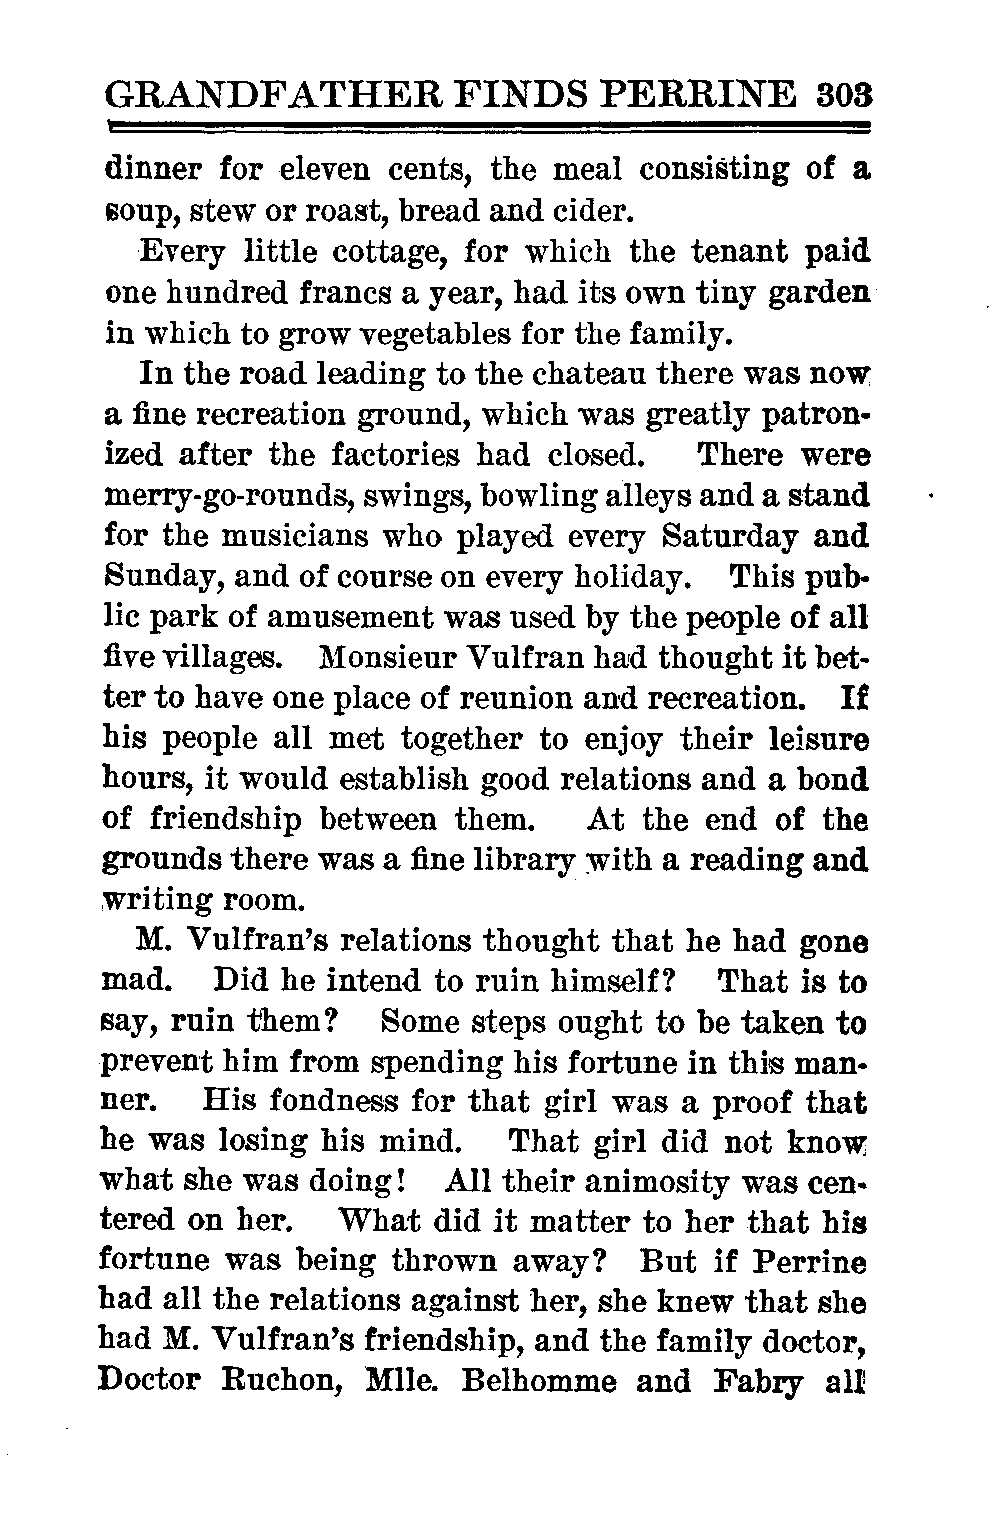 GRANDFATHER FINDS PERRINE 303
dinner for eleven cents, the meal consisting of a
soup, stew or roast, bread and cider.
Every little cottage, for which the tenant paid
one hundred francs a year, had its own tiny garden
in which to grow vegetables for the family.
In the road leading to the chateau there was now
a fine recreation ground, which was greatly patron-
ized after the factories had closed. There were
merry-go-rounds, swings, bowling alleys and a stand
for the musicians who played every Saturday and
Sunday, and of course on every holiday. This pub-
lic park of amusement was used by the people of all
five villages. Monsieur Vulfran had thought it bet-
ter to have one place of reunion and recreation. If
his people all met together to enjoy their leisure
hours, it would establish good relations and a bond
of friendship between them. At the end of the
grounds there was a fine library with a reading and
writing room.
M. Vulfran's relations thought that he had gone
mad. Did he intend to ruin himself? That is to
say, ruin them? Some steps ought to be taken to
prevent him from spending his fortune in this man-
ner. His fondness for that girl was a proof that
he was losing his mind. That girl did not know
what she was doing! All their animosity was cen-
tered on her. What did it matter to her that his
fortune was being thrown away? But if Perrine
had all the relations against her, she knew that she
had M. Vulfran's friendship, and the family doctor,
Doctor Ruchon, Mlle. Belhomme and Fabry all